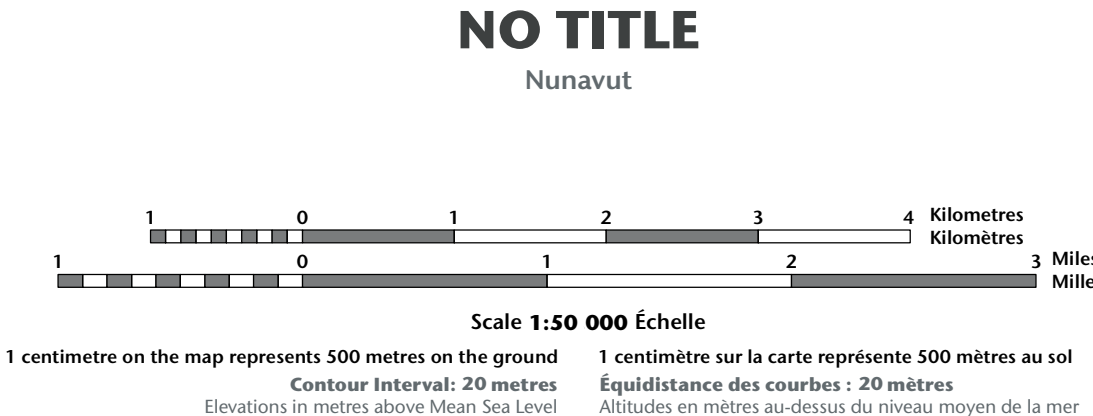 NO TITLE
Nunavut
1 0 1 2 3 4 Kilometres
Kilomètres
1 0 1 2 3 Miles
Mille
Scale 1:50 000 Échelle
1 centimetre on the map represents 500 metres on the ground
1 centimètre sur la carte représente 500 mètres au sol
Contour Interval: 20 metres
Équidistance des courbes : 20 mètres
Elevations in metres above Mean Sea Level
Altitudes en mètres au-dessus du niveau moyen de la mer